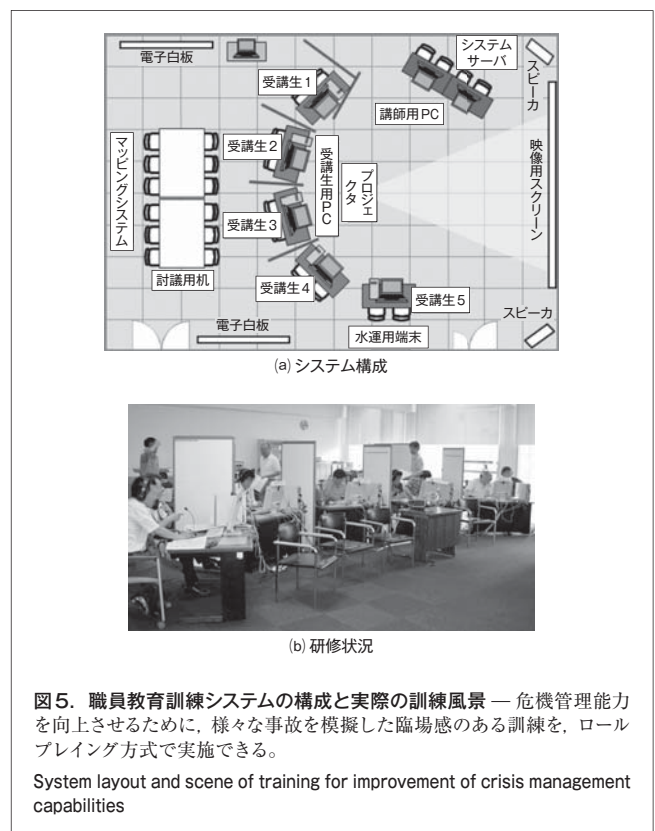 電子白板
受講生1
システム
サーバ
スピーカ
講師用PC
マッピングシステム
受講生2
受講生用PC
プロジェ
クタ
映像用スクリーン
受講生3
討議用机
受講生4
受講生5
スピーカ
電子白板
水運用端末
(a)システム構成
(b)研修状況
図5. 職員教育訓練システムの構成と実際の訓練風景 — 危機管理能力
を向上させるために,様々な事故を模擬した臨場感のある訓練を,ロール
プレイング方式で実施できる。
System layout and scene of training for improvement of crisis management
capabilities